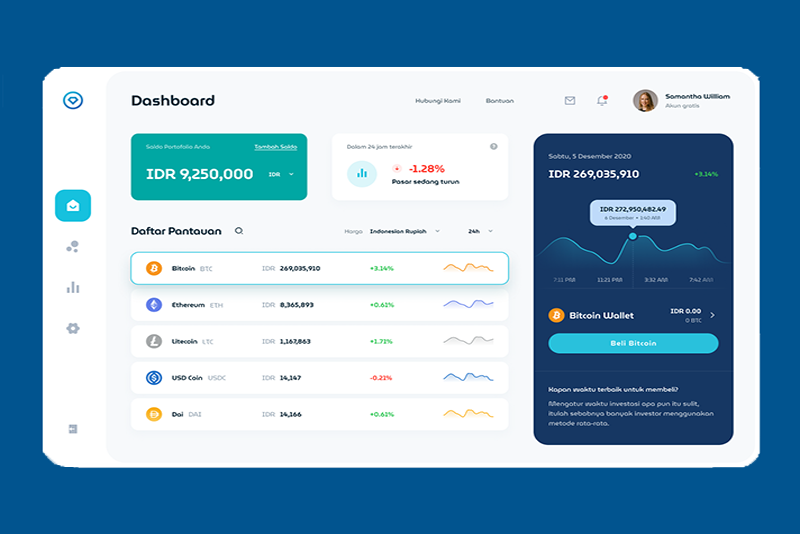 Dashboard
Hubungi Kami
Bantuan
Samantha William
Akun gratis
Saldo Portofolio Anda
Tambah Saldo
IDR 9,250,000
IDR
Dalam 24 jam terakhir
?
-1.28%
Pasar sedang turun
Daftar Pantauan
Harga
Indonesian Rupiah
24h
Bitcoin BTC IDR 269,035,910 +3.14%
Ethereum ETH IDR 8,365,893 +0.61%
Litecoin LTC IDR 1,167,863 +1.71%
USD Coin USDC IDR 14,147 -0.21%
Dai DAI IDR 14,166 +0.61%
Sabtu, 5 Desember 2020
IDR 269,035,910 +3.14%
IDR 272,950,482.49
6 Desember • 1:40 AM
7:11 PM 11:21 PM 3:32 AM 7:42 AM
Bitcoin Wallet
IDR 0.00
0 BTC
Beli Bitcoin
Kapan waktu terbaik untuk membeli?
Mengatur waktu investasi apa pun itu sulit,
itulah sebabnya banyak investor menggunakan
metode rata-rata.